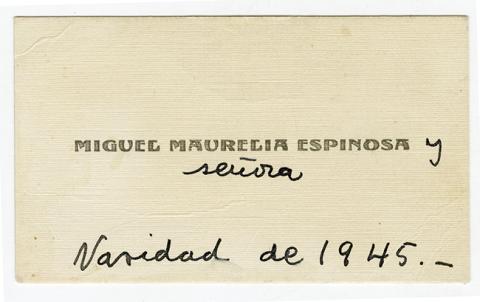 MIGUEL MAURELIA ESPINOSA y
señora
Navidad de 1945.-